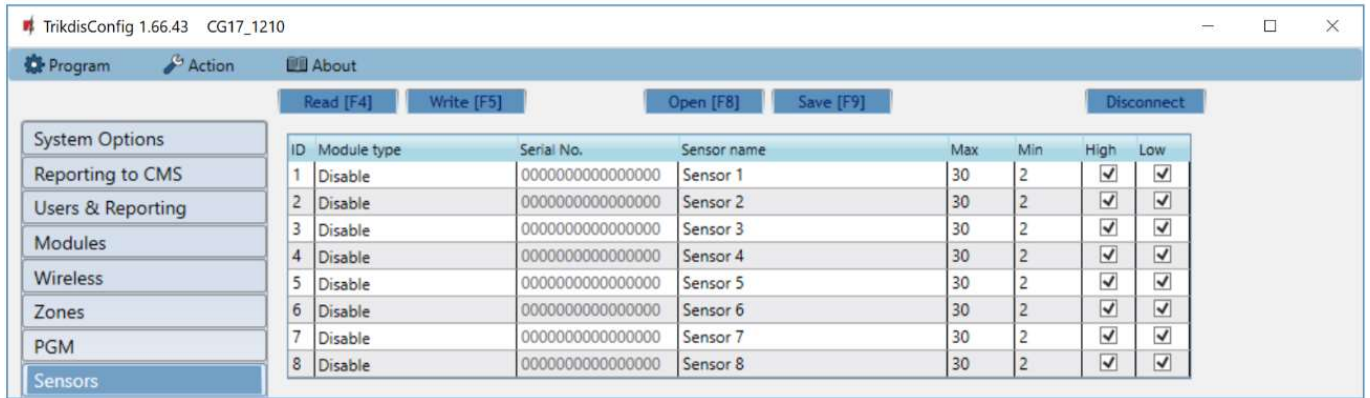 TrikdisConfig 1.66.43 CG17_1210
Program Action About
Read [F4] Write [F5] Open [F8] Save [F9] Disconnect
System Options
Reporting to CMS
Users & Reporting
Modules
Wireless
Zones
PGM
Sensors
ID Module type Serial No. Sensor name Max Min High Low
1 Disable 0000000000000000 Sensor 1 30 2
2 Disable 0000000000000000 Sensor 2 30 2
3 Disable 0000000000000000 Sensor 3 30 2
4 Disable 0000000000000000 Sensor 4 30 2
5 Disable 0000000000000000 Sensor 5 30 2
6 Disable 0000000000000000 Sensor 6 30 2
7 Disable 0000000000000000 Sensor 7 30 2
8 Disable 0000000000000000 Sensor 8 30 2